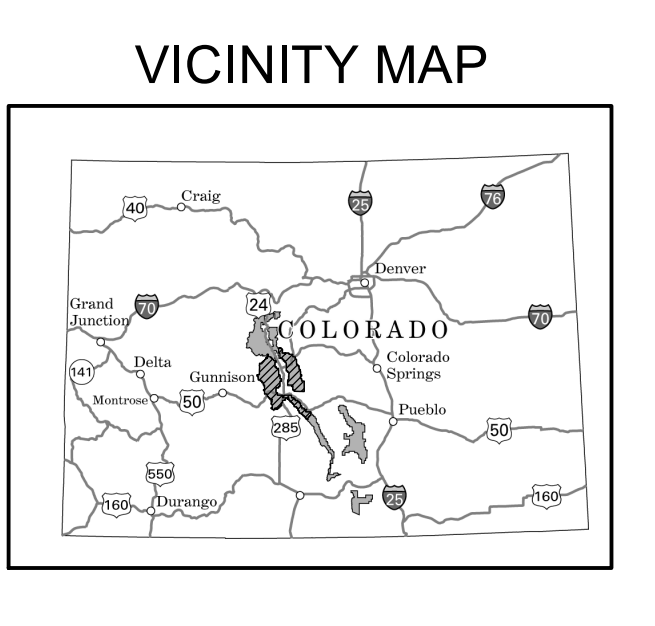 VICINITY MAP
40
Craig
25
76
Denver
Grand
Junction
70
24
70
COLORADO
141
Delta
Gunnison
Colorado
Springs
Montrose
50
Pueblo
285
50
550
160
Durango
25
160